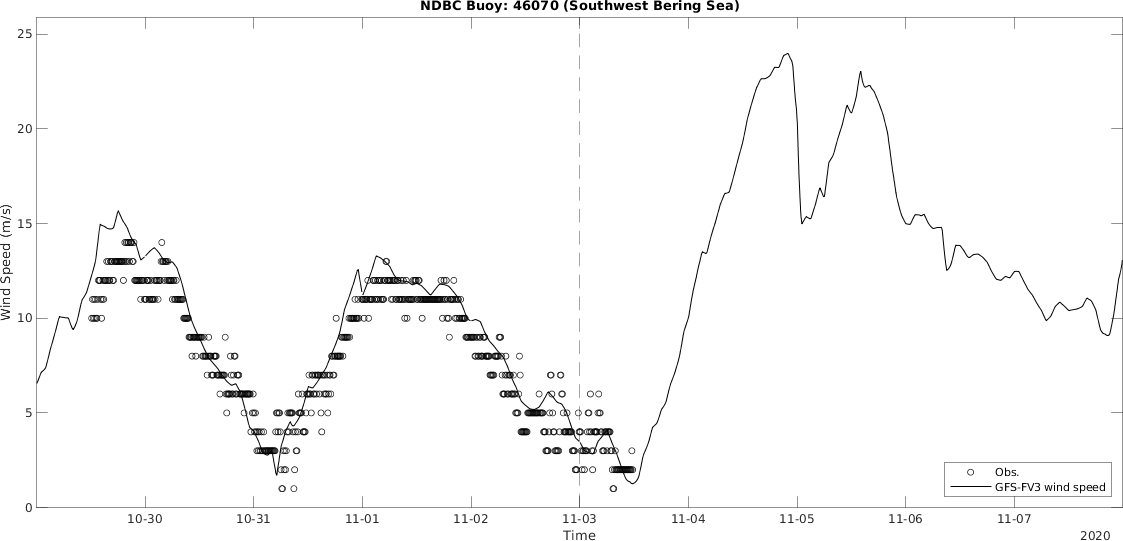 NDBC Buoy: 46070 (Southwest Bering Sea)
25
20
15
10
5
0
Wind Speed (m/s)
10-30 10-31 11-01 11-02 11-03 11-04 11-05 11-06 11-07
Time
2020
Obs.
GFS-FV3 wind speed